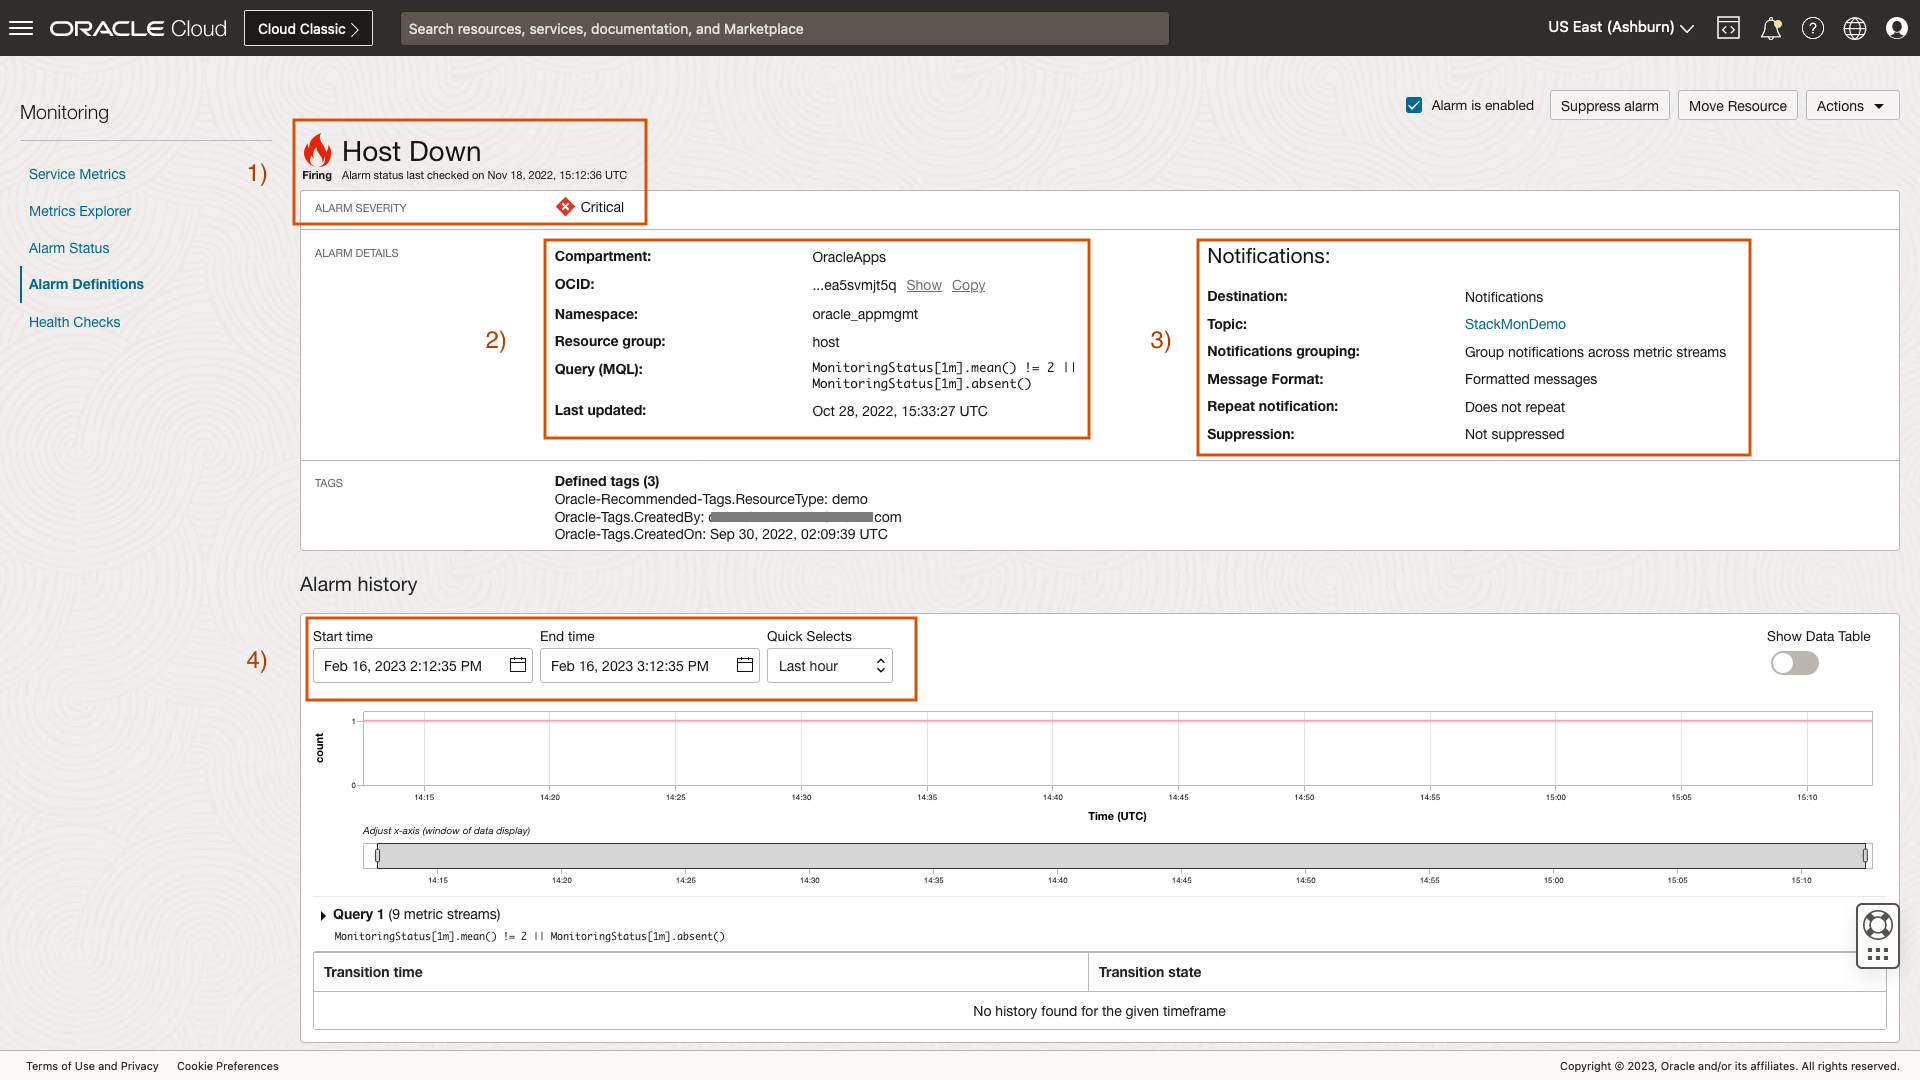 ORACLE Cloud
Cloud Classic
Search resources, services, documentation, and Marketplace
US East (Ashburn)
Monitoring
Service Metrics
Metrics Explorer
Alarm Status
Alarm Definitions
Health Checks
Alarm is enabled
Suppress alarm
Move Resource
Actions
1)
Host Down
Firing
Alarm status last checked on Nov 18, 2022, 15:12:36 UTC
ALARM SEVERITY
Critical
ALARM DETAILS
2)
Compartment: OracleApps
OCID: ...ea5svmjt5q Show Copy
Namespace: oracle_appmgmt
Resource group: host
Query (MQL): MonitoringStatus[1m].mean() != 2 ||
MonitoringStatus[1m].absent()
Last updated: Oct 28, 2022, 15:33:27 UTC
3)
Notifications:
Destination: Notifications
Topic: StackMonDemo
Notifications grouping: Group notifications across metric streams
Message Format: Formatted messages
Repeat notification: Does not repeat
Suppression: Not suppressed
TAGS
Defined tags (3)
Oracle-Recommended-Tags.ResourceType: demo
Oracle-Tags.CreatedBy: com
Oracle-Tags.CreatedOn: Sep 30, 2022, 02:09:39 UTC
Alarm history
4)
Start time End time Quick Selects
Feb 16, 2023 2:12:35 PM Feb 16, 2023 3:12:35 PM Last hour
Show Data Table
count
1
0
14:15 14:20 14:25 14:30 14:35 14:40 14:45 14:50 14:55 15:00 15:05 15:10
Time (UTC)
Adjust x-axis (window of data display)
14:15 14:20 14:25 14:30 14:35 14:40 14:45 14:50 14:55 15:00 15:05 15:10
Query 1 (9 metric streams)
MonitoringStatus[1m].mean() != 2 || MonitoringStatus[1m].absent()
Transition time Transition state
No history found for the given timeframe
Terms of Use and Privacy Cookie Preferences
Copyright © 2023, Oracle and/or its affiliates. All rights reserved.